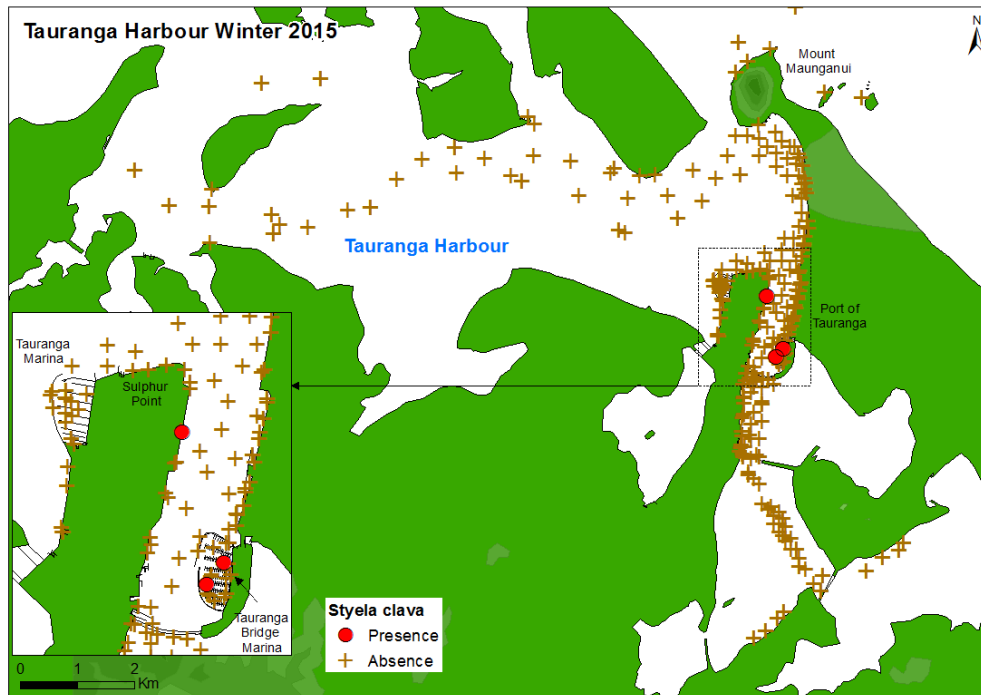 Tauranga Harbour Winter 2015
N
Mount
Maunganui
Tauranga Harbour
Port of
Tauranga
Tauranga
Marina
Sulphur
Point
Tauranga
Bridge
Marina
Styela clava
Presence
Absence
0 1 2
Km